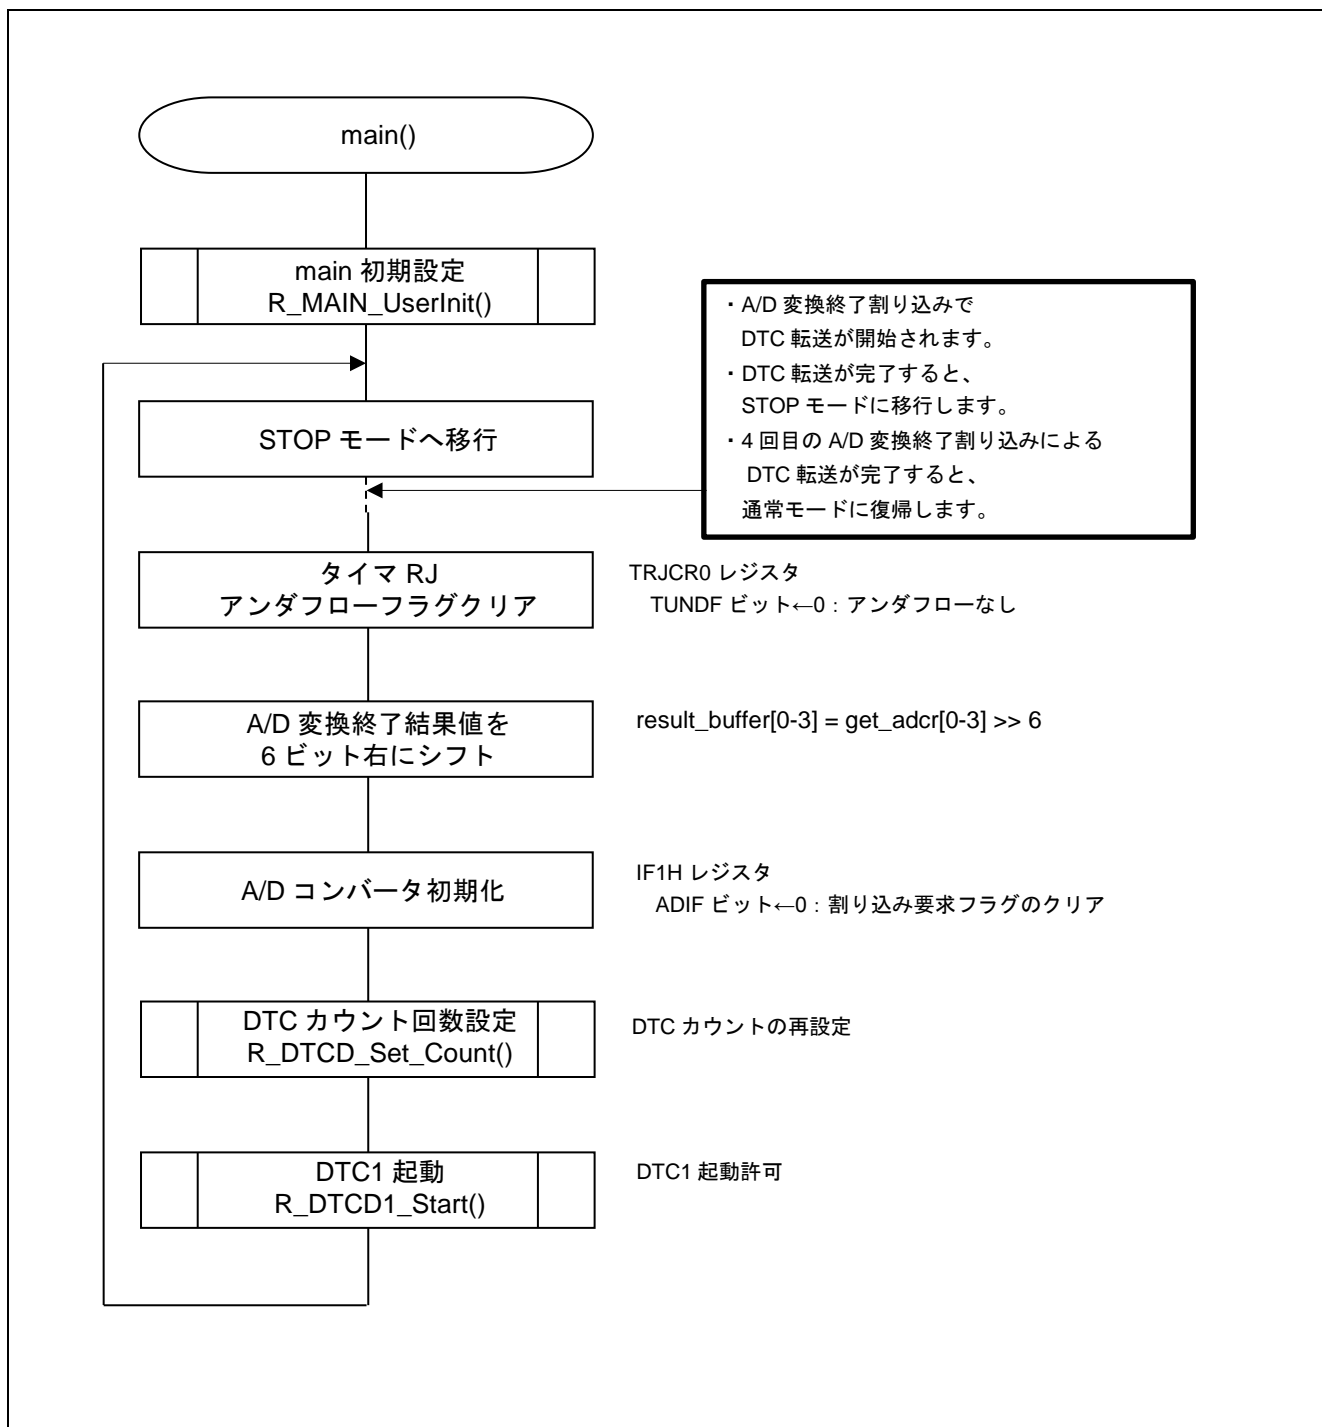 main()
main 初期設定
R_MAIN_UserInit()
・A/D 変換終了割り込みで
DTC 転送が開始されます。
・DTC 転送が完了すると、
STOP モードに移行します。
・4 回目の A/D 変換終了割り込みによる
DTC 転送が完了すると、
通常モードに復帰します。
STOP モードへ移行
タイマ RJ
アンダフローフラグクリア
TRJCR0 レジスタ
TUNDF ビット←0：アンダフローなし
A/D 変換終了結果値を
6 ビット右にシフト
result_buffer[0-3] = get_adcr[0-3] >> 6
A/D コンバータ初期化
IF1H レジスタ
ADIF ビット←0：割り込み要求フラグのクリア
DTC カウント回数設定
R_DTCD_Set_Count()
DTC カウントの再設定
DTC1 起動
R_DTCD1_Start()
DTC1 起動許可